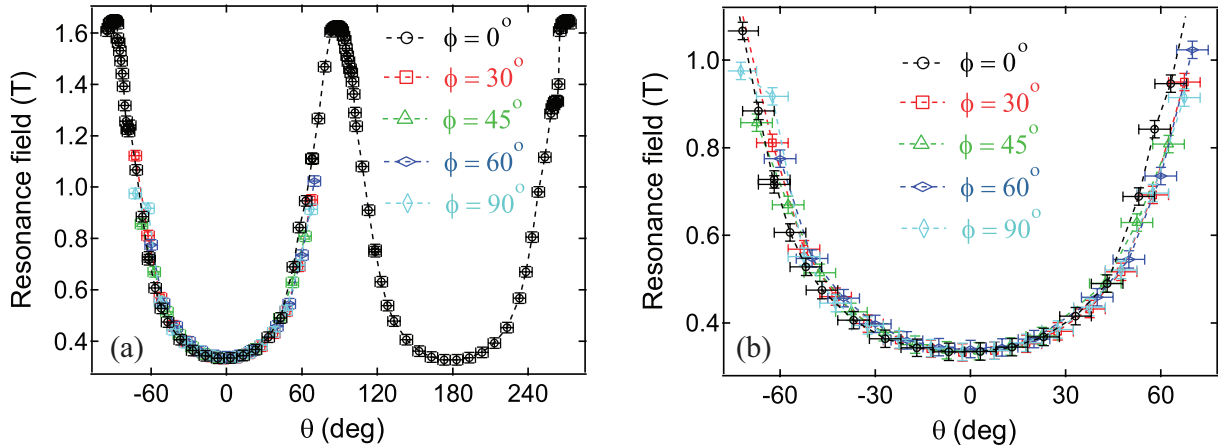 1.6
1.4
1.2
1.0
0.8
0.6
0.4
Resonance field (T)
ϕ = 0°
ϕ = 30°
ϕ = 45°
ϕ = 60°
ϕ = 90°
(a)
-60 0 60 120 180 240
θ (deg)
1.0
0.8
0.6
0.4
Resonance field (T)
ϕ = 0°
ϕ = 30°
ϕ = 45°
ϕ = 60°
ϕ = 90°
(b)
-60 -30 0 30 60
θ (deg)